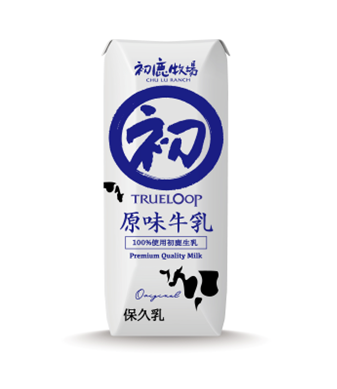 初鹿牧場
CHU LU RANCH
初
TRUELOOP
原味牛乳
100%使用初鹿生乳
Premium Quality Milk
Original
保久乳